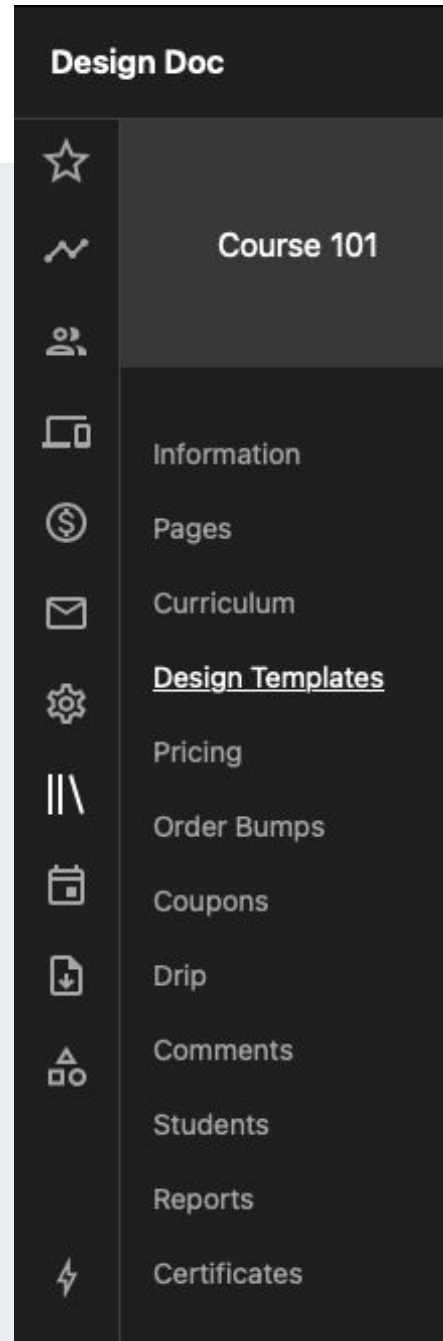 Design Doc
Course 101
Information
Pages
Curriculum
Design Templates
Pricing
Order Bumps
Coupons
Drip
Comments
Students
Reports
Certificates